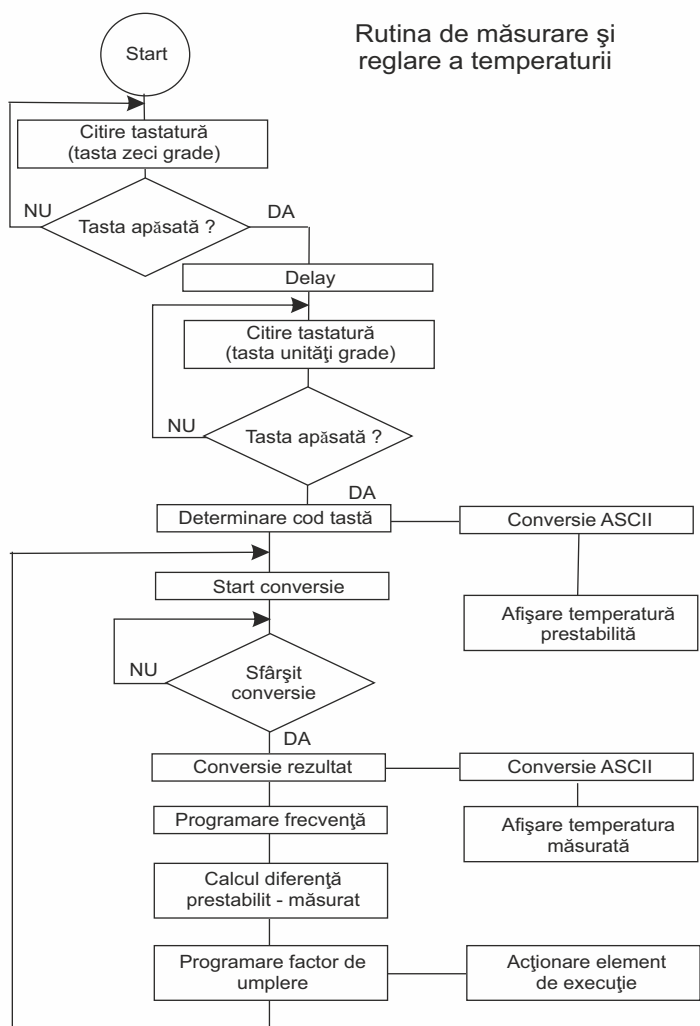 Rutina de măsurare şi
reglare a temperaturii
Start
Citire tastatură
(tasta zeci grade)
NU
Tasta apăsată ?
DA
Delay
Citire tastatură
(tasta unităţi grade)
NU
Tasta apăsată ?
DA
Determinare cod tastă
Conversie ASCII
Start conversie
Afişare temperatură
prestabilită
NU
Sfârşit
conversie
DA
Conversie rezultat
Conversie ASCII
Programare frecvenţă
Afişare temperatura
măsurată
Calcul diferenţă
prestabilit - măsurat
Programare factor de
umplere
Acţionare element
de execuţie